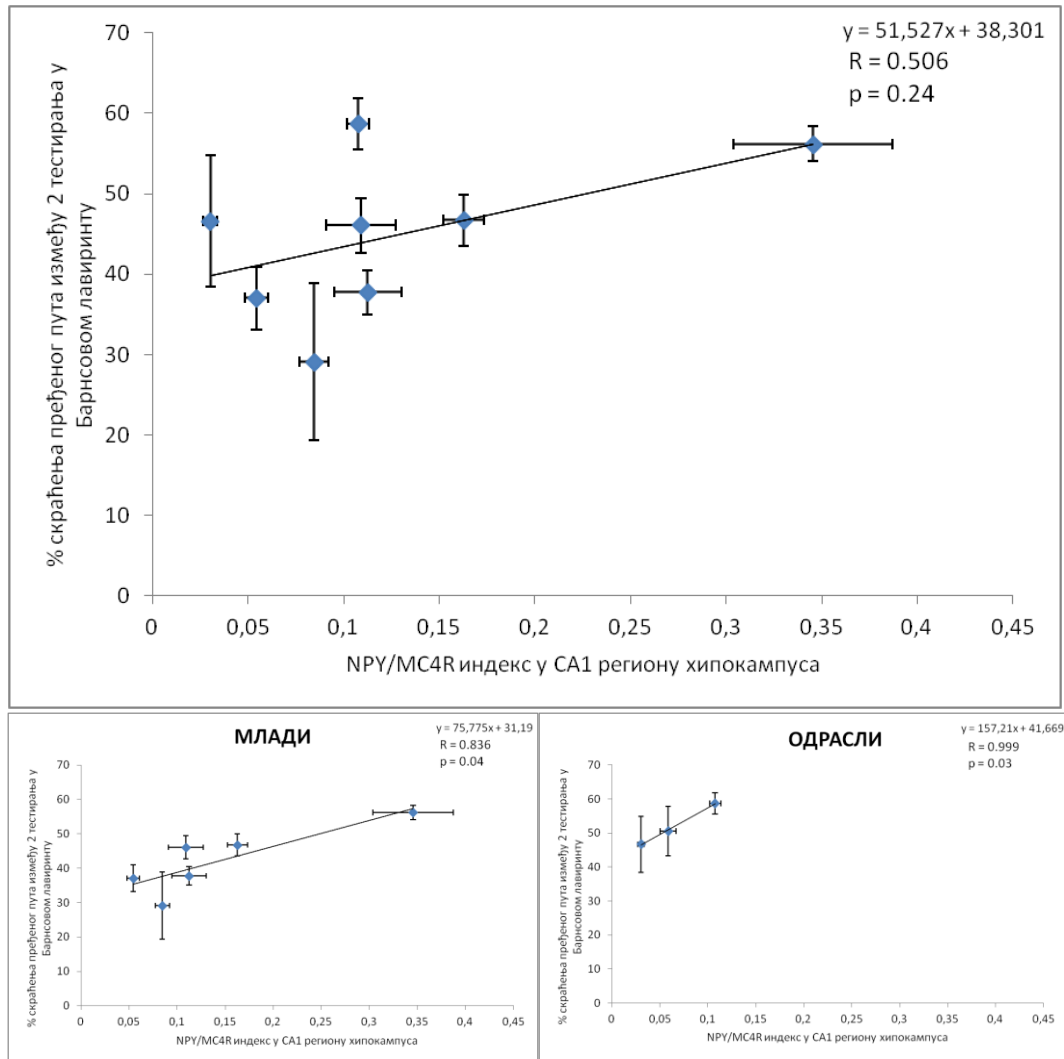 y = 51,527x + 38,301
R = 0.506
p = 0.24
% скраћења пређеног пута између 2 тестирања у
Барнсовом лавиринту
70
60
50
40
30
20
10
0
0 0,05 0,1 0,15 0,2 0,25 0,3 0,35 0,4 0,45
NPY/MC4R индекс у CA1 региону хипокампуса
МЛАДИ
y = 75,775x + 31,19
R = 0.836
p = 0.04
% скраћења пређеног пута између 2 тестирања у
Барнсовом лавиринту
70
60
50
40
30
20
10
0
0 0,05 0,1 0,15 0,2 0,25 0,3 0,35 0,4 0,45
NPY/MC4R индекс у CA1 региону хипокампуса
ОДРАСЛИ
y = 157,21x + 41,669
R = 0.999
p = 0.03
% скраћења пређеног пута између 2 тестирања у
Барнсовом лавиринту
70
60
50
40
30
20
10
0
0 0,05 0,1 0,15 0,2 0,25 0,3 0,35 0,4 0,45
NPY/MC4R индекс у CA1 региону хипокампуса